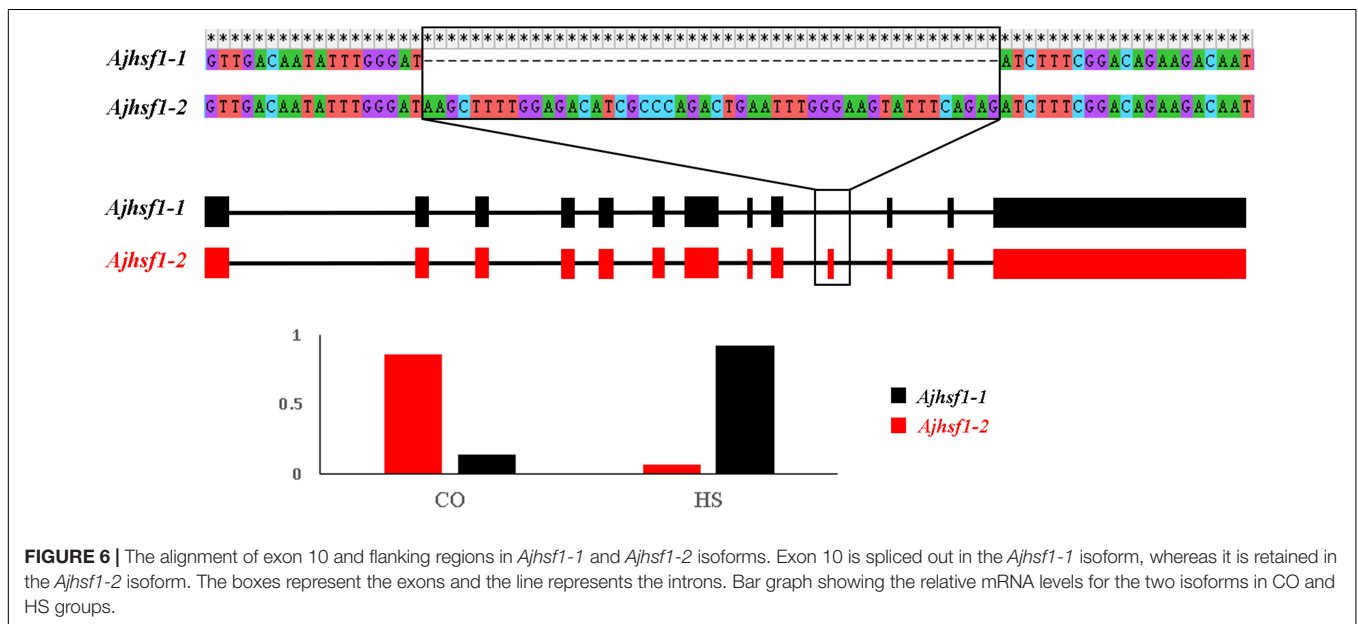 ***************************************************************************************
Ajhsf1-1 GTTGACAATATTTGGGAT------------------------------------------------ATCTTTCGGACAGAAGACAAT
Ajhsf1-2 GTTGACAATATTTGGGATAAGCTTTTGGAGACATCGCCCAGACTGAATTTGGGAAGTATTTCAGAGATCTTTCGGACAGAAGACAAT
Ajhsf1-1
Ajhsf1-2
1
0.5
0
CO HS
Ajhsf1-1
Ajhsf1-2
FIGURE 6 | The alignment of exon 10 and flanking regions in Ajhsf1-1 and Ajhsf1-2 isoforms. Exon 10 is spliced out in the Ajhsf1-1 isoform, whereas it is retained in
the Ajhsf1-2 isoform. The boxes represent the exons and the line represents the introns. Bar graph showing the relative mRNA levels for the two isoforms in CO and
HS groups.